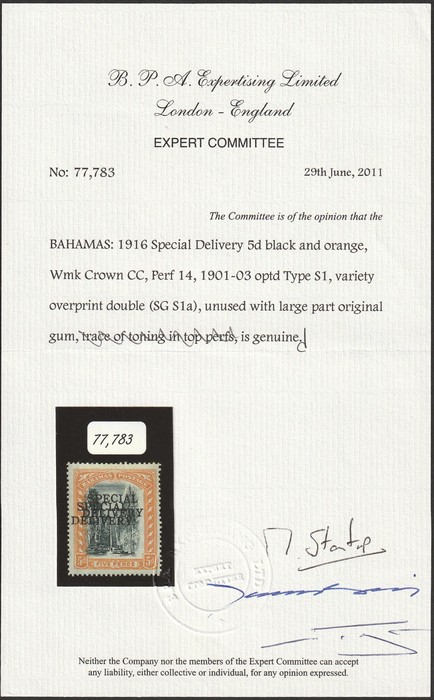 B. P. A. Expertising Limited
London - England
EXPERT COMMITTEE
No: 77,783
29th June, 2011
The Committee is of the opinion that the
BAHAMAS: 1916 Special Delivery 5d black and orange,
Wmk Crown CC, Perf 14, 1901-03 optd Type S1, variety
overprint double (SG S1a), unused with large part original
gum, trace of toning in top perfs, is genuine.
77,783
SPECIAL
SPECIAL
DELIVERY
DELIVERY
FIVE PENCE
Neither the Company nor the members of the Expert Committee can accept
any liability, either collective or individual, for any opinion expressed.